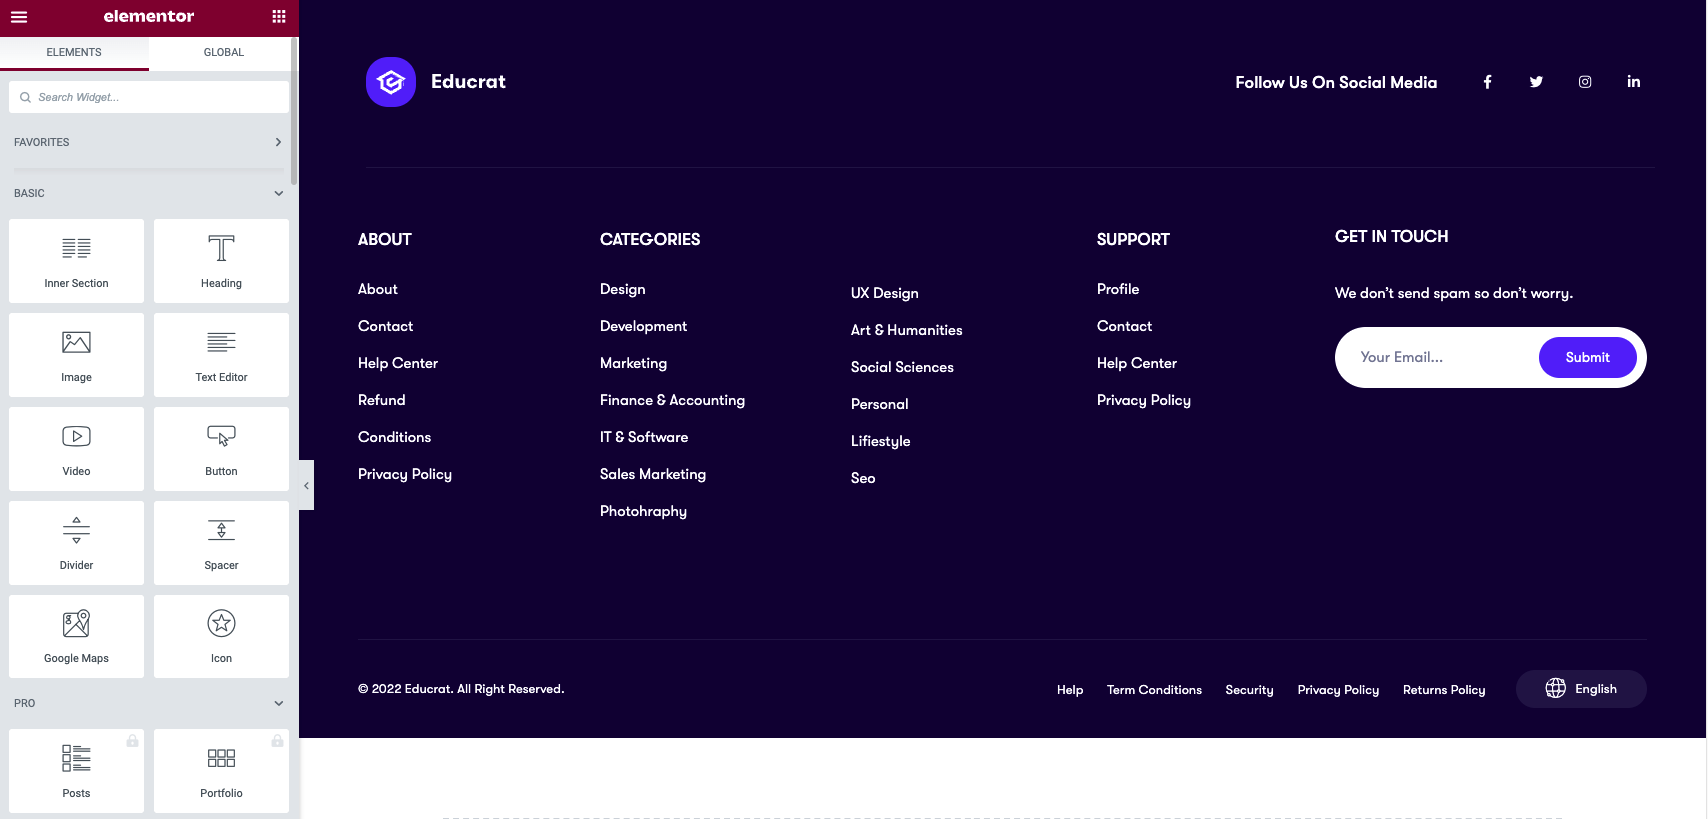 elementor
ELEMENTS
GLOBAL
Search Widget...
FAVORITES
BASIC
Inner Section
Heading
Image
Text Editor
Video
Button
Divider
Spacer
Google Maps
Icon
PRO
Posts
Portfolio
Educrat
Follow Us On Social Media
ABOUT
About
Contact
Help Center
Refund
Conditions
Privacy Policy
CATEGORIES
Design
Development
Marketing
Finance & Accounting
IT & Software
Sales Marketing
Photohraphy
UX Design
Art & Humanities
Social Sciences
Personal
Lifiestyle
Seo
SUPPORT
Profile
Contact
Help Center
Privacy Policy
GET IN TOUCH
We don’t send spam so don’t worry.
Your Email...
Submit
© 2022 Educrat. All Right Reserved.
Help
Term Conditions
Security
Privacy Policy
Returns Policy
English